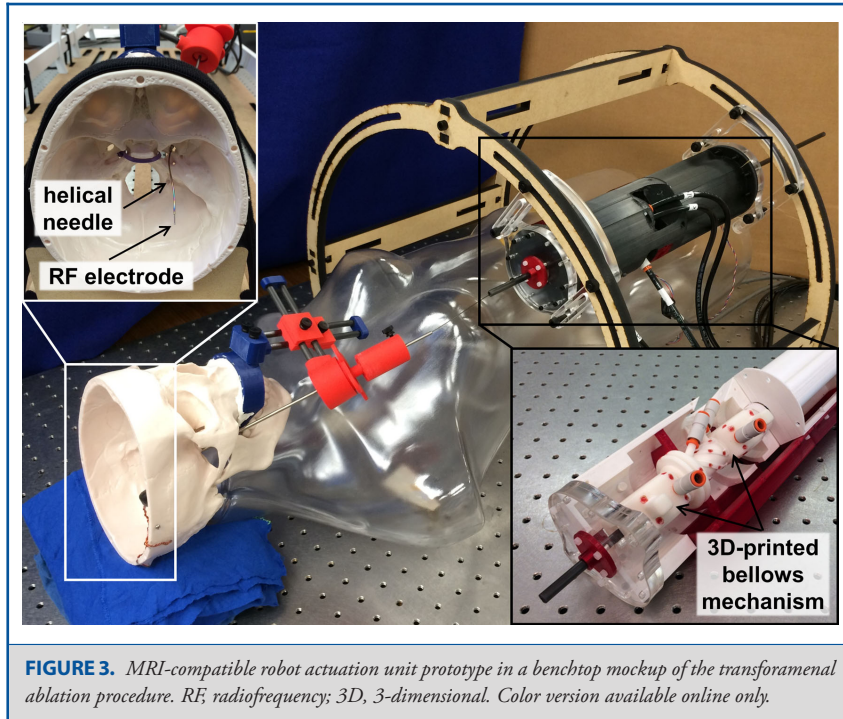 helical
needle
RF electrode
3D-printed
bellows
mechanism
FIGURE 3. MRI-compatible robot actuation unit prototype in a benchtop mockup of the transforamenal
ablation procedure. RF, radiofrequency; 3D, 3-dimensional. Color version available online only.